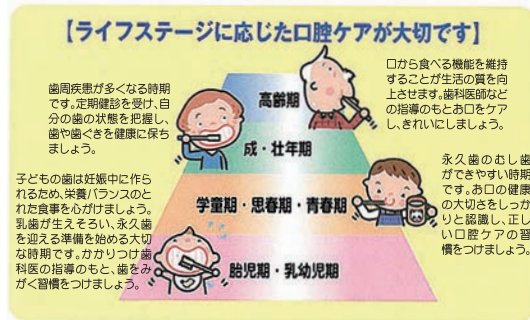 【ライフステージに応じた口腔ケアが大切です】
歯周疾患が多くなる時期
です。定期健診を受け、自
分の歯の状態を把握し、
歯や歯ぐきを健康に保ち
ましょう。
高齢期
口から食べる機能を維持
することが生活の質を向
上させます。歯科医師など
の指導のもとお口をケア
し、きれいにしましょう。
成・壮年期
子どもの歯は妊娠中に作ら
れるため、栄養バランスのと
れた食事を心がけましょう。
乳歯が生えそろい、永久歯
を迎える準備を始める大切
な時期です。かかりつけ歯
科医の指導のもと、歯をみ
がく習慣をつけましょう。
学童期・思春期・青春期
永久歯のむし歯
ができやすい時期
です。お口の健康
の大切さをしっか
りと認識し、正し
い口腔ケアの習
慣をつけましょう。
胎児期・乳幼児期